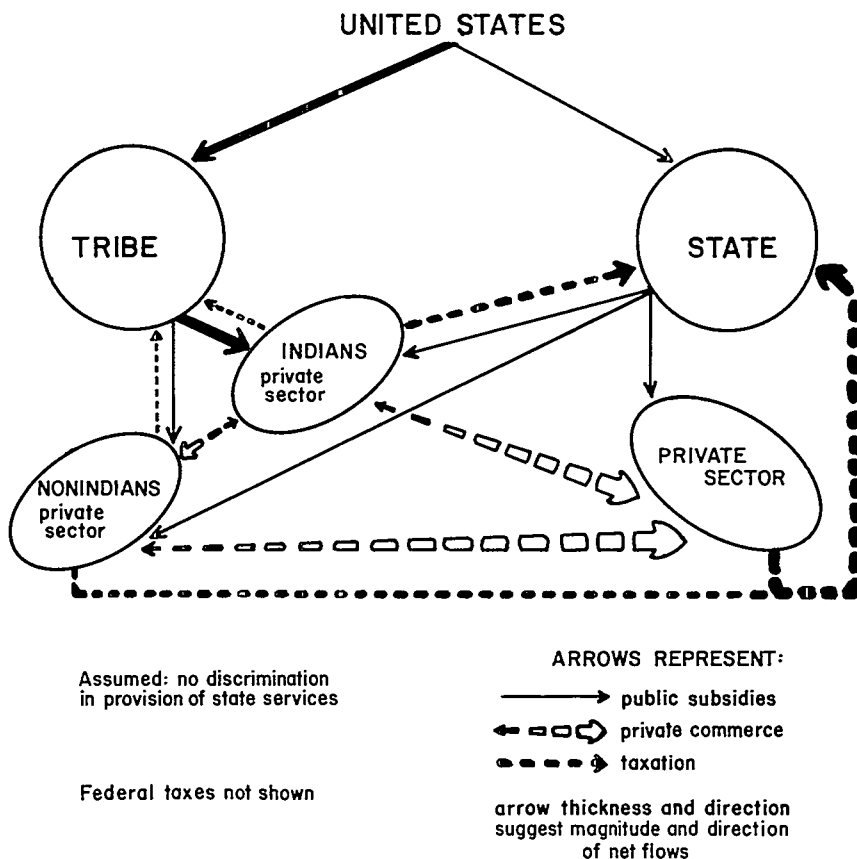 UNITED STATES
TRIBE
STATE
INDIANS
private
sector
NONINDIANS
private
sector
PRIVATE
SECTOR
Assumed: no discrimination
in provision of state services
Federal taxes not shown
ARROWS REPRESENT:
public subsidies
private commerce
taxation
arrow thickness and direction
suggest magnitude and direction
of net flows